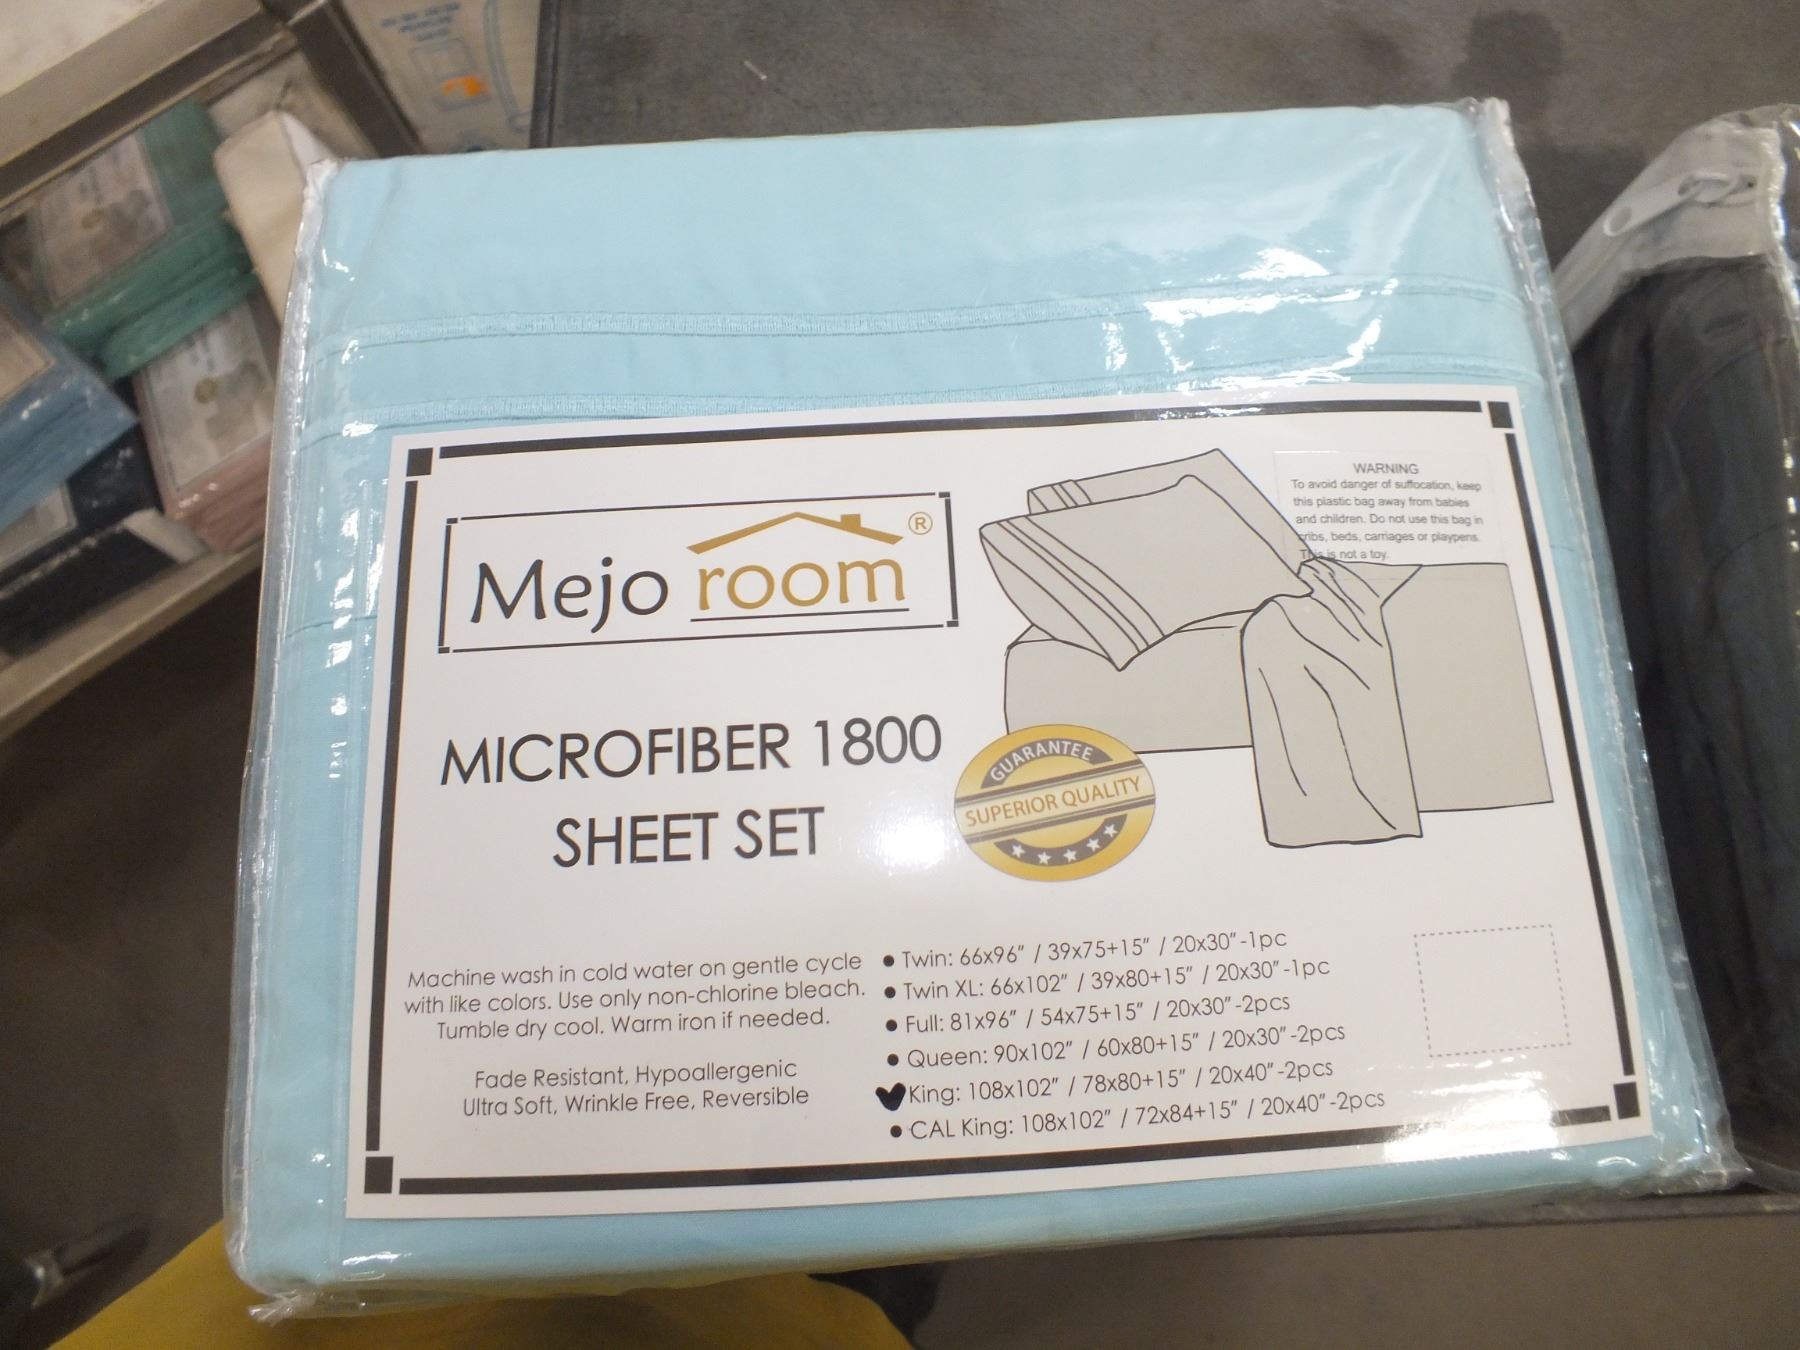 Mejo room®
WARNING
To avoid danger of suffocation, keep
this plastic bag away from babies
and children. Do not use this bag in
cribs, beds, carriages or playpens.
This is not a toy.
MICROFIBER 1800
SHEET SET
GUARANTEE
SUPERIOR QUALITY
Machine wash in cold water on gentle cycle
with like colors. Use only non-chlorine bleach.
Tumble dry cool. Warm iron if needed.
Fade Resistant, Hypoallergenic
Ultra Soft, Wrinkle Free, Reversible
• Twin: 66x96" / 39x75+15" / 20x30"-1pc
• Twin XL: 66x102" / 39x80+15" / 20x30"-1pc
• Full: 81x96" / 54x75+15" / 20x30"-2pcs
• Queen: 90x102" / 60x80+15" / 20x30"-2pcs
King: 108x102" / 78x80+15" / 20x40"-2pcs
• CAL King: 108x102" / 72x84+15" / 20x40"-2pcs